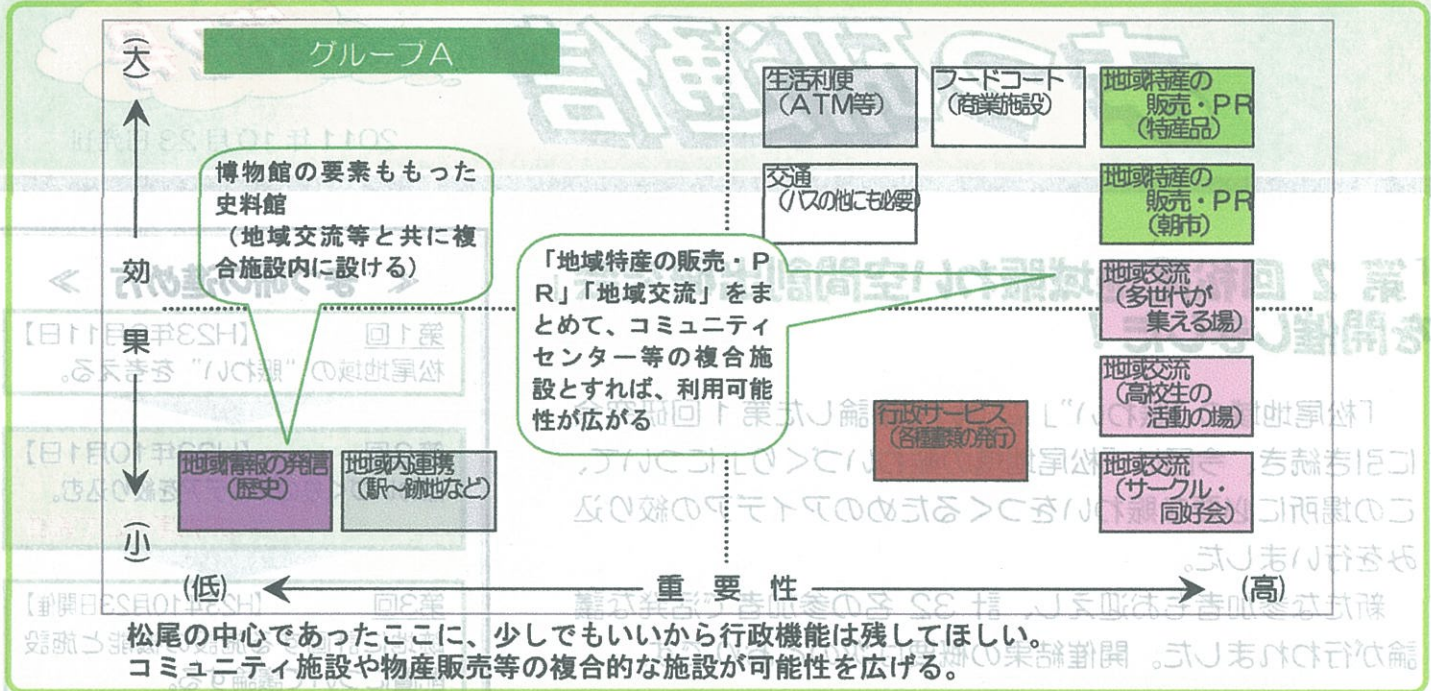 グループA
(大)
効
果
(小)
生活利便
(ATM等)
フードコート
(商業施設)
地域特産の
販売・PR
(特産品)
交通
(バスの他にも必要)
地域特産の
販売・PR
(朝市)
博物館の要素ももった
史料館
(地域交流等と共に複
合施設内に設ける)
「地域特産の販売・P
R」「地域交流」をま
とめて、コミュニティ
センター等の複合施
設とすれば、利用可能
性が広がる
地域交流
(多世代が
集える場)
地域交流
(高校生の
活動の場)
行政サービス
(各種書類の発行)
地域情報の発信
(歴史)
地域内連携
(駅~跡地など)
地域交流
(サークル・
同好会)
(低)
重要性
(高)
松尾の中心であったここに、少しでもいいから行政機能は残してほしい。
コミュニティ施設や物産販売等の複合的な施設が可能性を広げる。